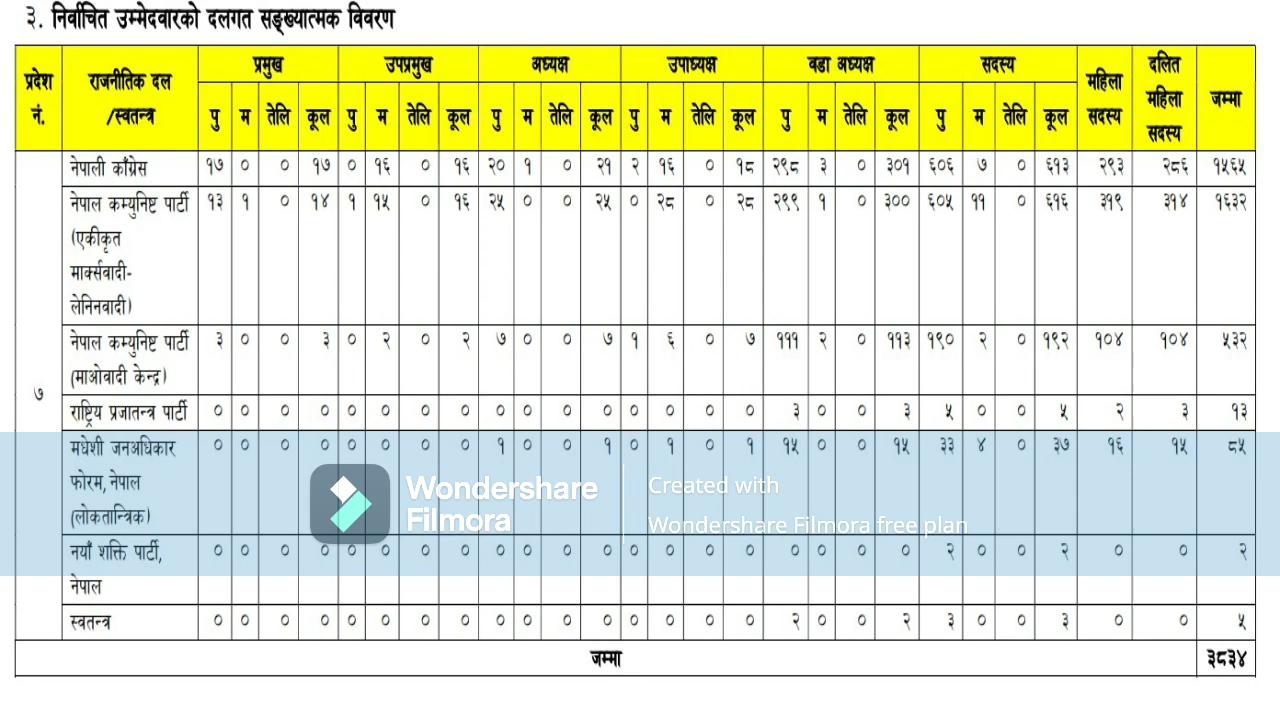 ३. निर्वाचित उम्मेदवारको दलगत सङ्ख्यात्मक विवरण
प्रदेश नं. राजनीतिक दल /स्वतन्त्र प्रमुख उपप्रमुख अध्यक्ष उपाध्यक्ष वडा अध्यक्ष सदस्य महिला सदस्य दलित महिला सदस्य जम्मा
पु म तेलि कूल पु म तेलि कूल पु म तेलि कूल पु म तेलि कूल पु म तेलि कूल पु म तेलि कूल
७
नेपाली काँग्रेस १७ ० ० १७ ० १६ ० १६ २० १ ० २१ २ १६ ० १८ २९८ ३ ० ३०१ ६०६ ७ ० ६१३ २९३ २८६ १५६५
नेपाल कम्युनिष्ट पार्टी १३ १ ० १४ १ १५ ० १६ २५ ० ० २५ ० २८ ० २८ २९९ १ ० ३०० ६०५ ११ ० ६१६ ३१९ ३१४ १६३२
(एकीकृत
मार्क्सवादी-
लेनिनवादी)
नेपाल कम्युनिष्ट पार्टी ३ ० ० ३ ० २ ० २ ७ ० ० ७ १ ६ ० ७ १११ २ ० ११३ १९० २ ० १९२ १०४ १०४ ५३२
(माओवादी केन्द्र)
राष्ट्रिय प्रजातन्त्र पार्टी ० ० ० ० ० ० ० ० ० ० ० ० ० ० ० ० ३ ० ० ३ ५ ० ० ५ २ ३ १३
मधेशी जनअधिकार ० ० ० ० ० ० ० ० १ ० ० १ ० १ ० १ १५ ० ० १५ ३३ ४ ० ३७ १६ १५ ८५
फोरम, नेपाल
(लोकतान्त्रिक)
नयाँ शक्ति पार्टी, ० ० ० ० ० ० ० ० ० ० ० ० ० ० ० ० ० ० ० ० २ ० ० २ ० ० २
नेपाल
स्वतन्त्र ० ० ० ० ० ० ० ० ० ० ० ० ० ० ० ० २ ० ० २ ३ ० ० ३ ० ० ५
जम्मा ३८३४
Wondershare
Filmora
Created with
Wondershare Filmora free plan